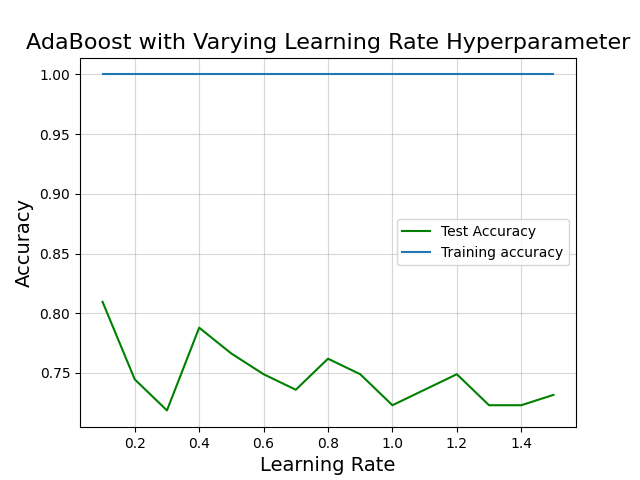 AdaBoost with Varying Learning Rate Hyperparameter
1.00
0.95
0.90
0.85
0.80
0.75
Accuracy
Test Accuracy
Training accuracy
0.2 0.4 0.6 0.8 1.0 1.2 1.4
Learning Rate